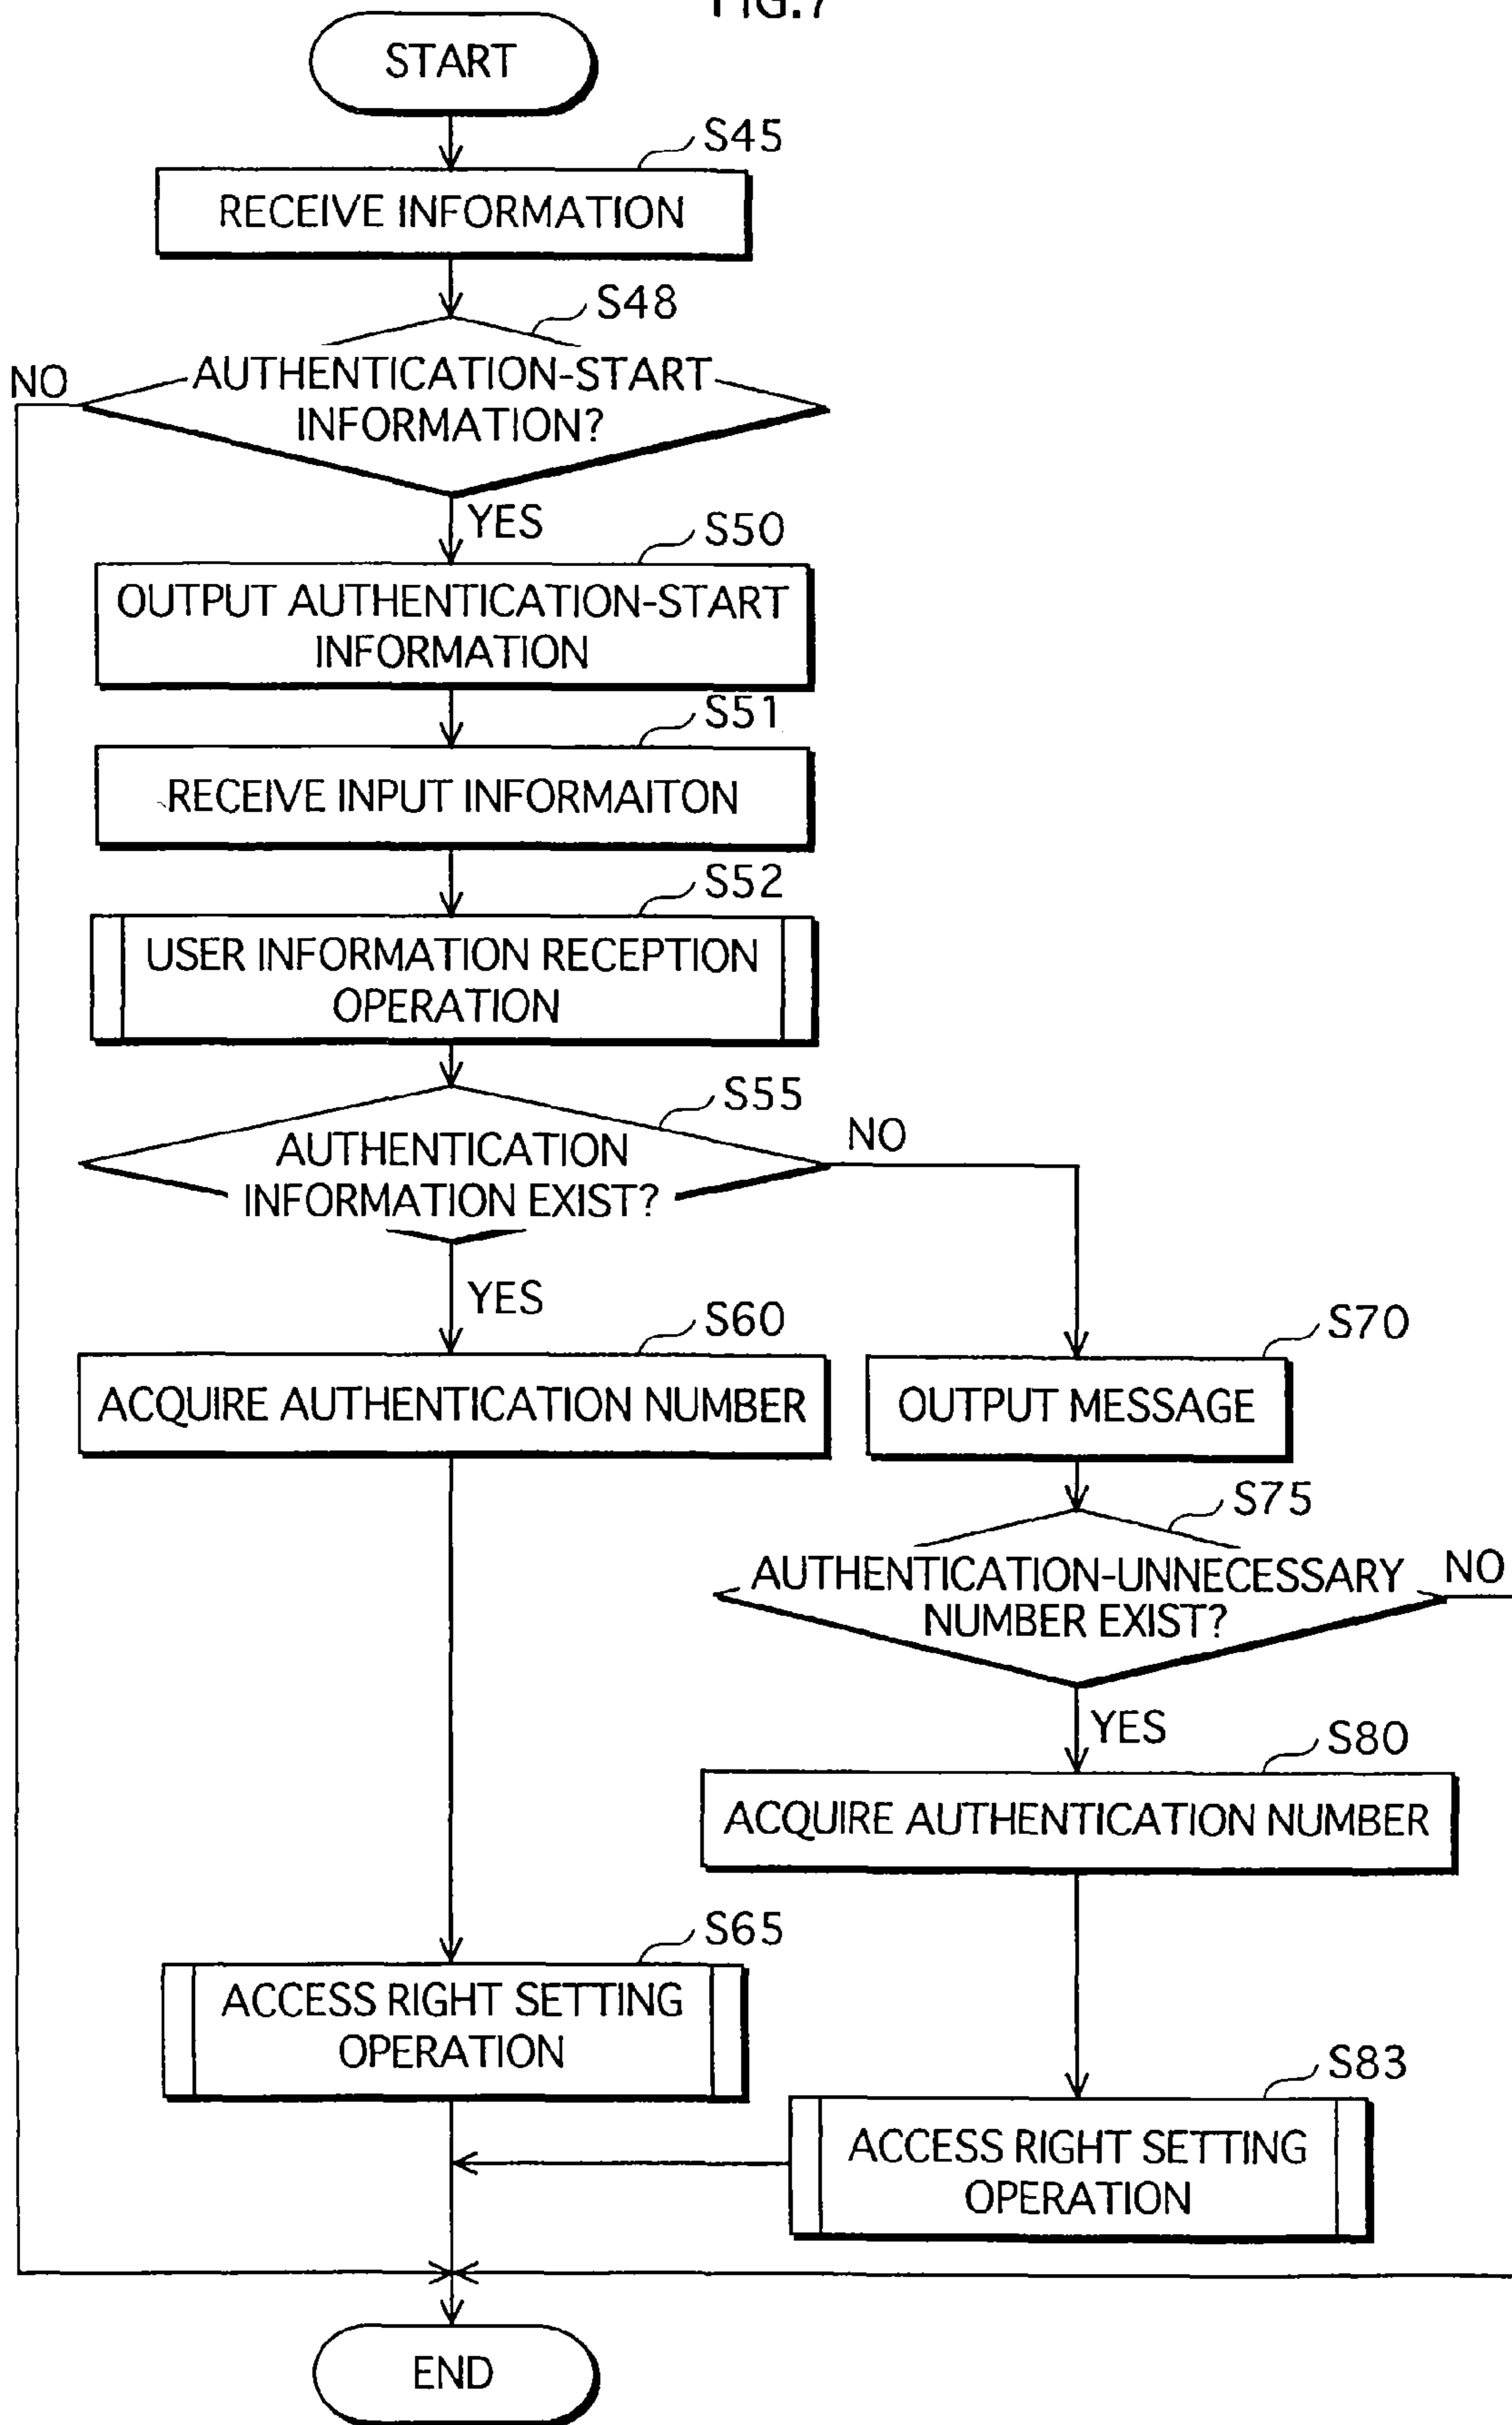 FIG.7
START
S45
RECEIVE INFORMATION
S48
NO
AUTHENTICATION-START
INFORMATION?
YES
S50
OUTPUT AUTHENTICATION-START
INFORMATION
S51
RECEIVE INPUT INFORMAITON
S52
USER INFORMATION RECEPTION
OPERATION
S55
AUTHENTICATION
INFORMATION EXIST?
NO
YES
S60
ACQUIRE AUTHENTICATION NUMBER
S70
OUTPUT MESSAGE
S75
AUTHENTICATION-UNNECESSARY
NUMBER EXIST?
NO
YES
S80
ACQUIRE AUTHENTICATION NUMBER
S65
ACCESS RIGHT SETTING
OPERATION
S83
ACCESS RIGHT SETTING
OPERATION
END